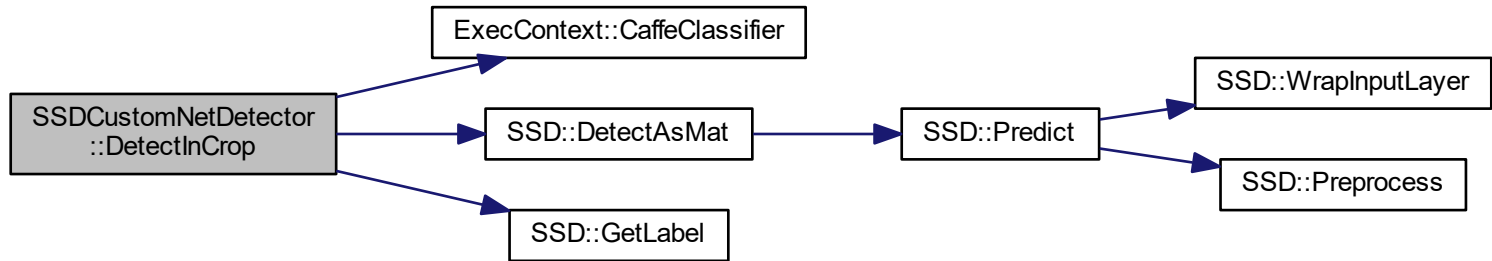 ExecContext::CaffeClassifier
SSDCustomNetDetector
::DetectInCrop
SSD::DetectAsMat
SSD::GetLabel
SSD::Predict
SSD::WrapInputLayer
SSD::Preprocess